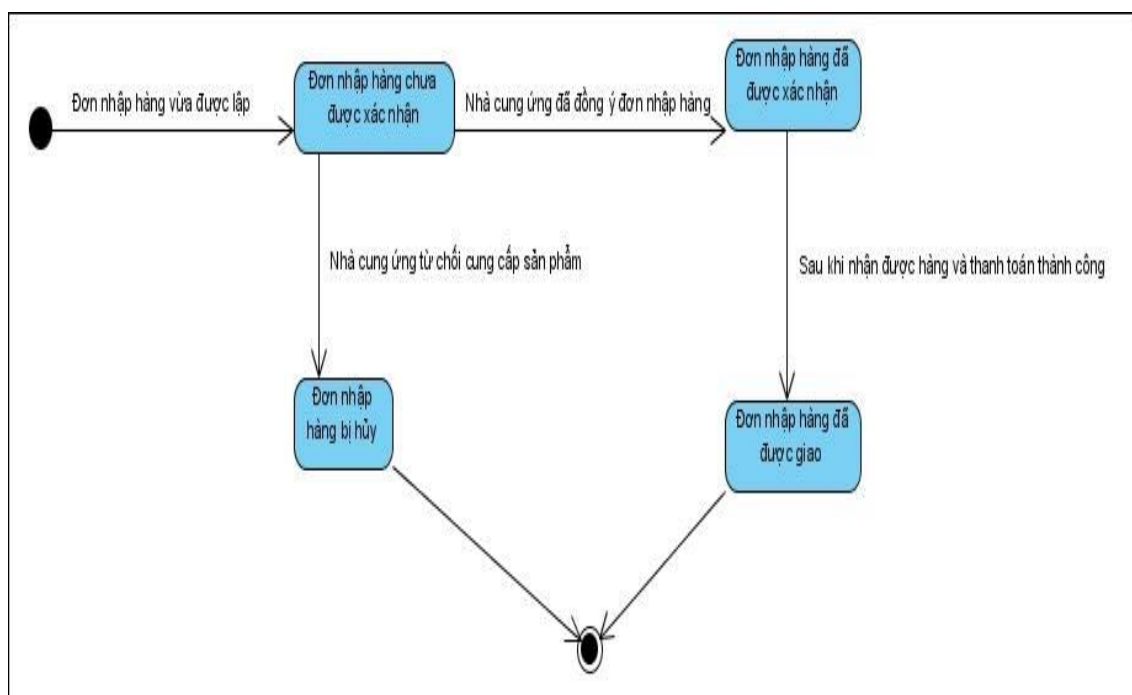 Đơn nhập hàng vừa được lập
Đơn nhập hàng chưa
được xác nhận
Nhà cung ứng đã đồng ý đơn nhập hàng
Đơn nhập hàng đã
được xác nhận
Nhà cung ứng từ chối cung cấp sản phẩm
Sau khi nhận được hàng và thanh toán thành công
Đơn nhập
hàng bị hủy
Đơn nhập hàng đã
được giao